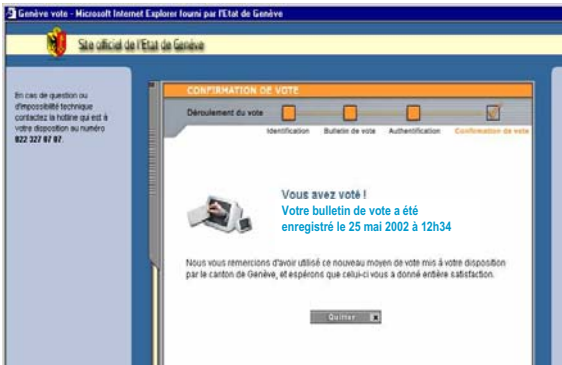 Genève vote - Microsoft Internet Explorer fourni par l'Etat de Genève
Site officiel de l'Etat de Genève
En cas de question ou
d'impossibilité technique
contactez la hotline qui est à
votre disposition au numéro
022 327 87 87.
CONFIRMATION DE VOTE
Déroulement du vote
Identification Bulletin de vote Authentification Confirmation de vote
Vous avez voté !
Votre bulletin de vote a été
enregistré le 25 mai 2002 à 12h34
Nous vous remercions d'avoir utilisé ce nouveau moyen de vote mis à votre disposition
par le canton de Genève, et espérons que celui-ci vous a donné entière satisfaction.
Quitter